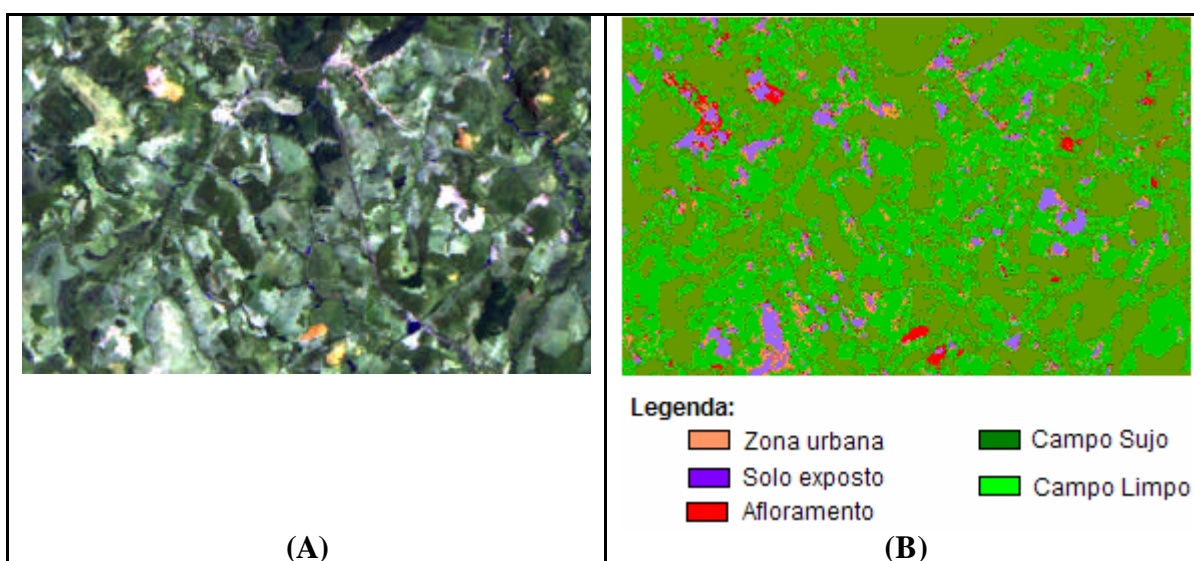 Legenda:
Zona urbana
Solo exposto
Afloramento
Campo Sujo
Campo Limpo
(A)
(B)